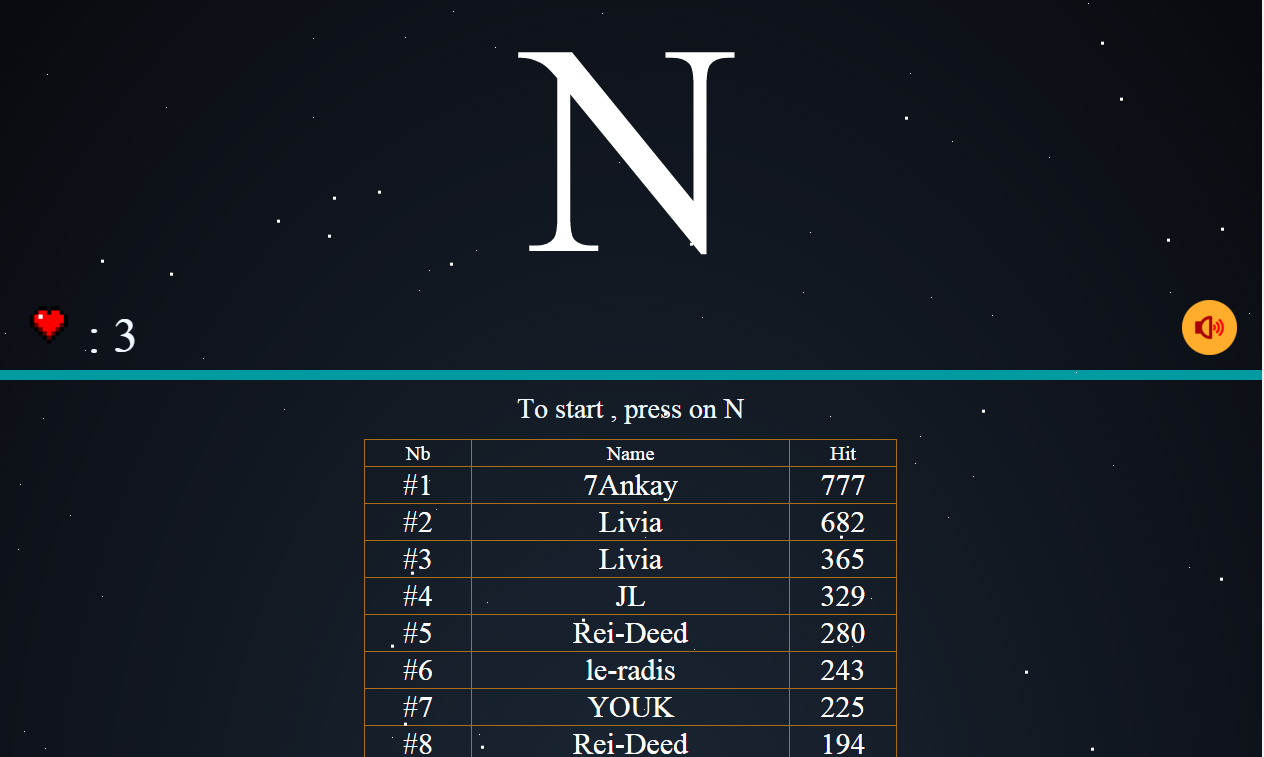 N
: 3
To start , press on N
Nb Name Hit
#1 7Ankay 777
#2 Livia 682
#3 Livia 365
#4 JL 329
#5 Rei-Deed 280
#6 le-radis 243
#7 YOUK 225
#8 Rei-Deed 194